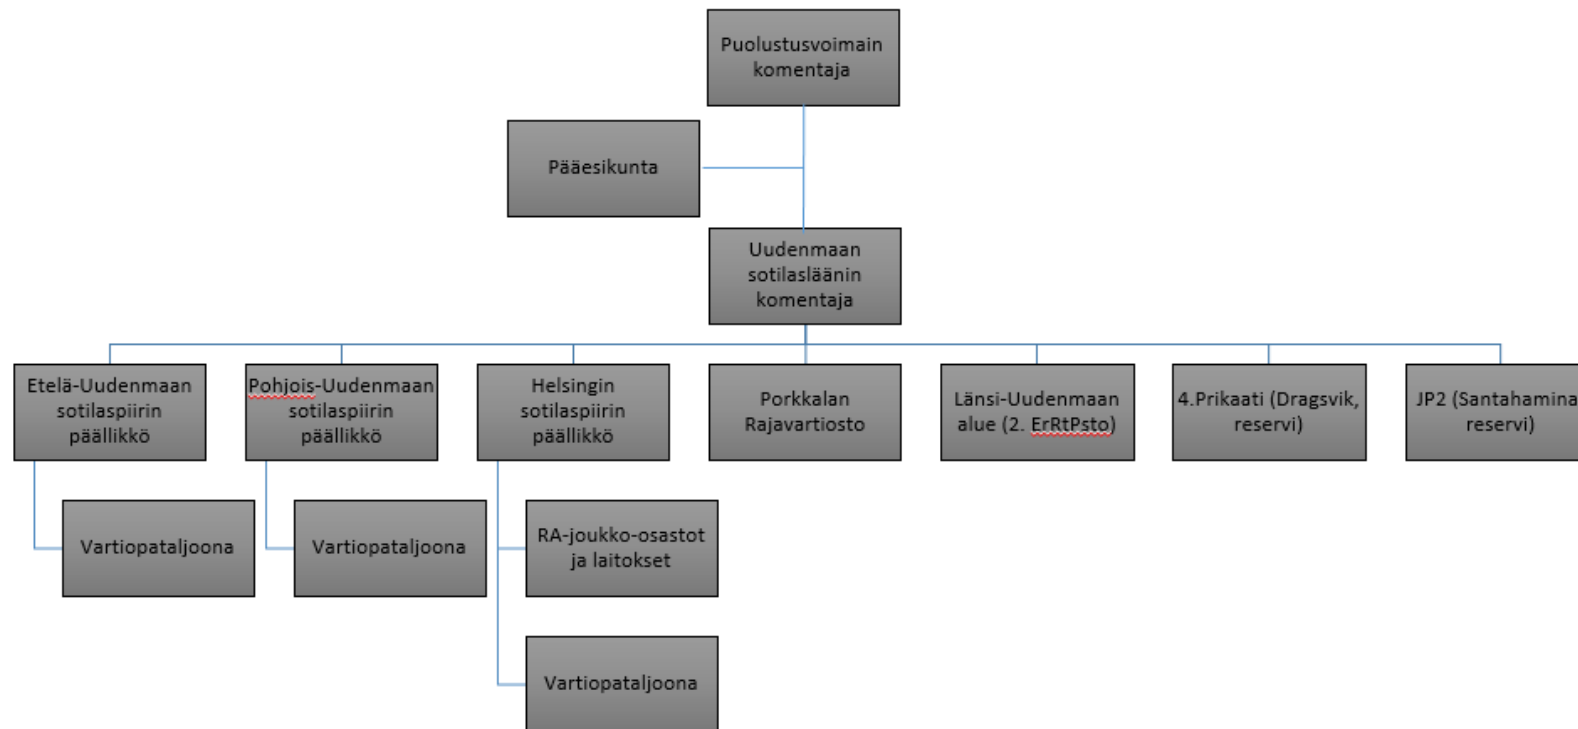 Puolustusvoimain
komentaja
Pääesikunta
Uudenmaan
sotilasläänin
komentaja
Etelä-Uudenmaan
sotilaspiirin
päällikkö
Pohjois-Uudenmaan
sotilaspiirin
päällikkö
Helsingin
sotilaspiirin
päällikkö
Porkkalan
Rajavartiosto
Länsi-Uudenmaan
alue (2. ErRtPsto)
4.Prikaati (Dragsvik,
reservi)
JP2 (Santahamina
reservi)
Vartiopataljoona
Vartiopataljoona
RA-joukko-osastot
ja laitokset
Vartiopataljoona